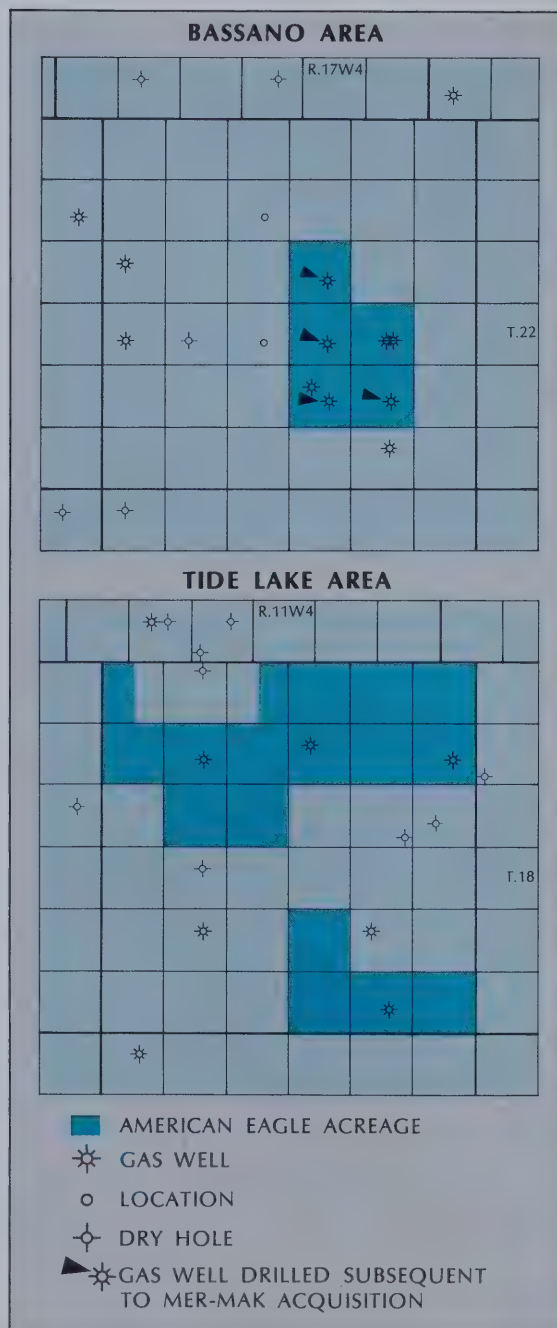 BASSANO AREA
R.17W4
T.22
TIDE LAKE AREA
R.11W4
T.18
AMERICAN EAGLE ACREAGE
GAS WELL
LOCATION
DRY HOLE
GAS WELL DRILLED SUBSEQUENT
TO MER-MAK ACQUISITION